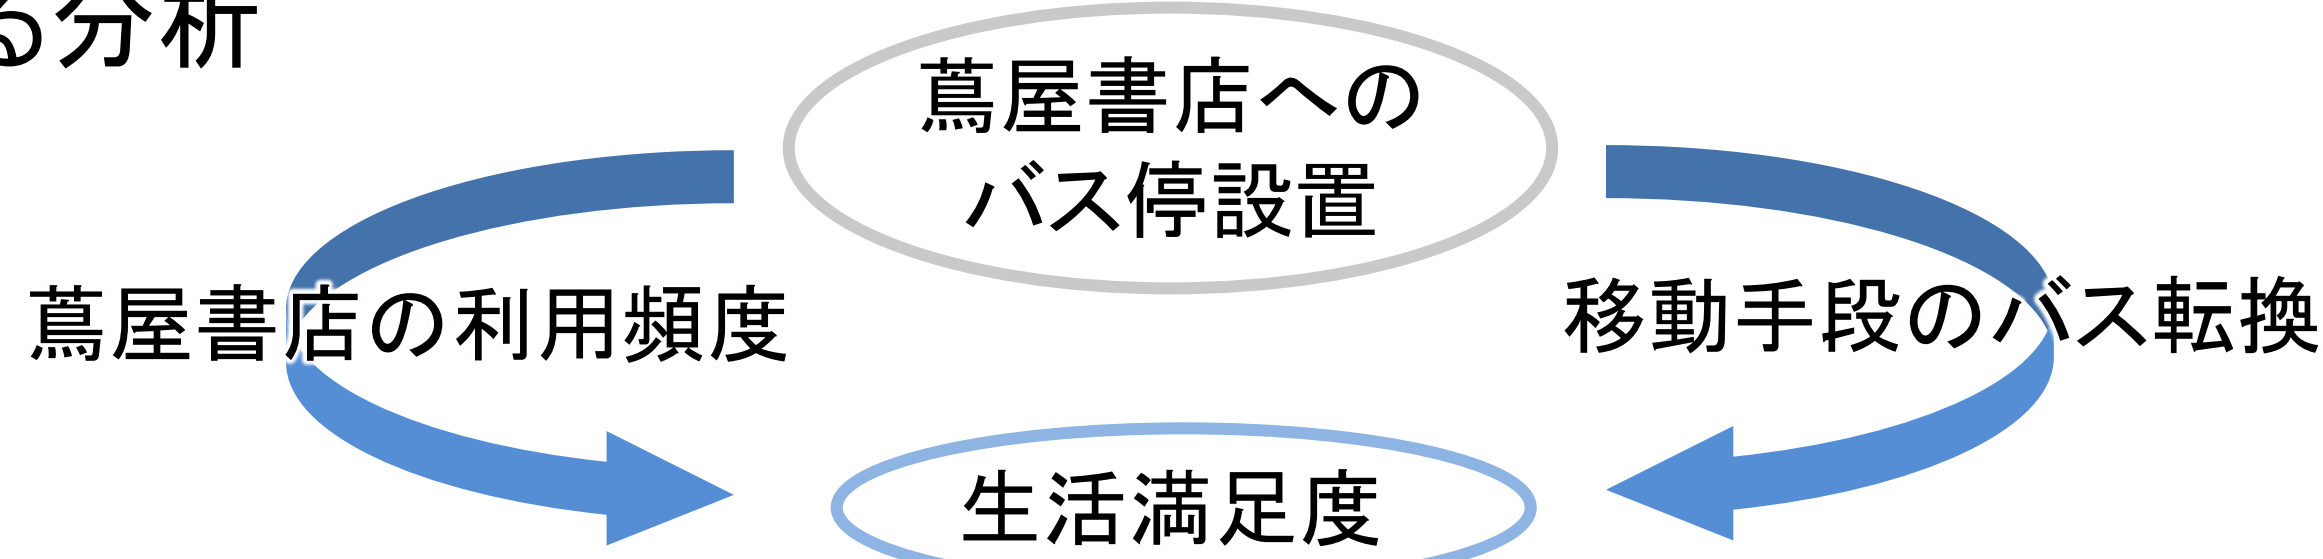 る分析
蔦屋書店への
バス停設置
蔦屋書店の利用頻度
移動手段のバス転換
生活満足度